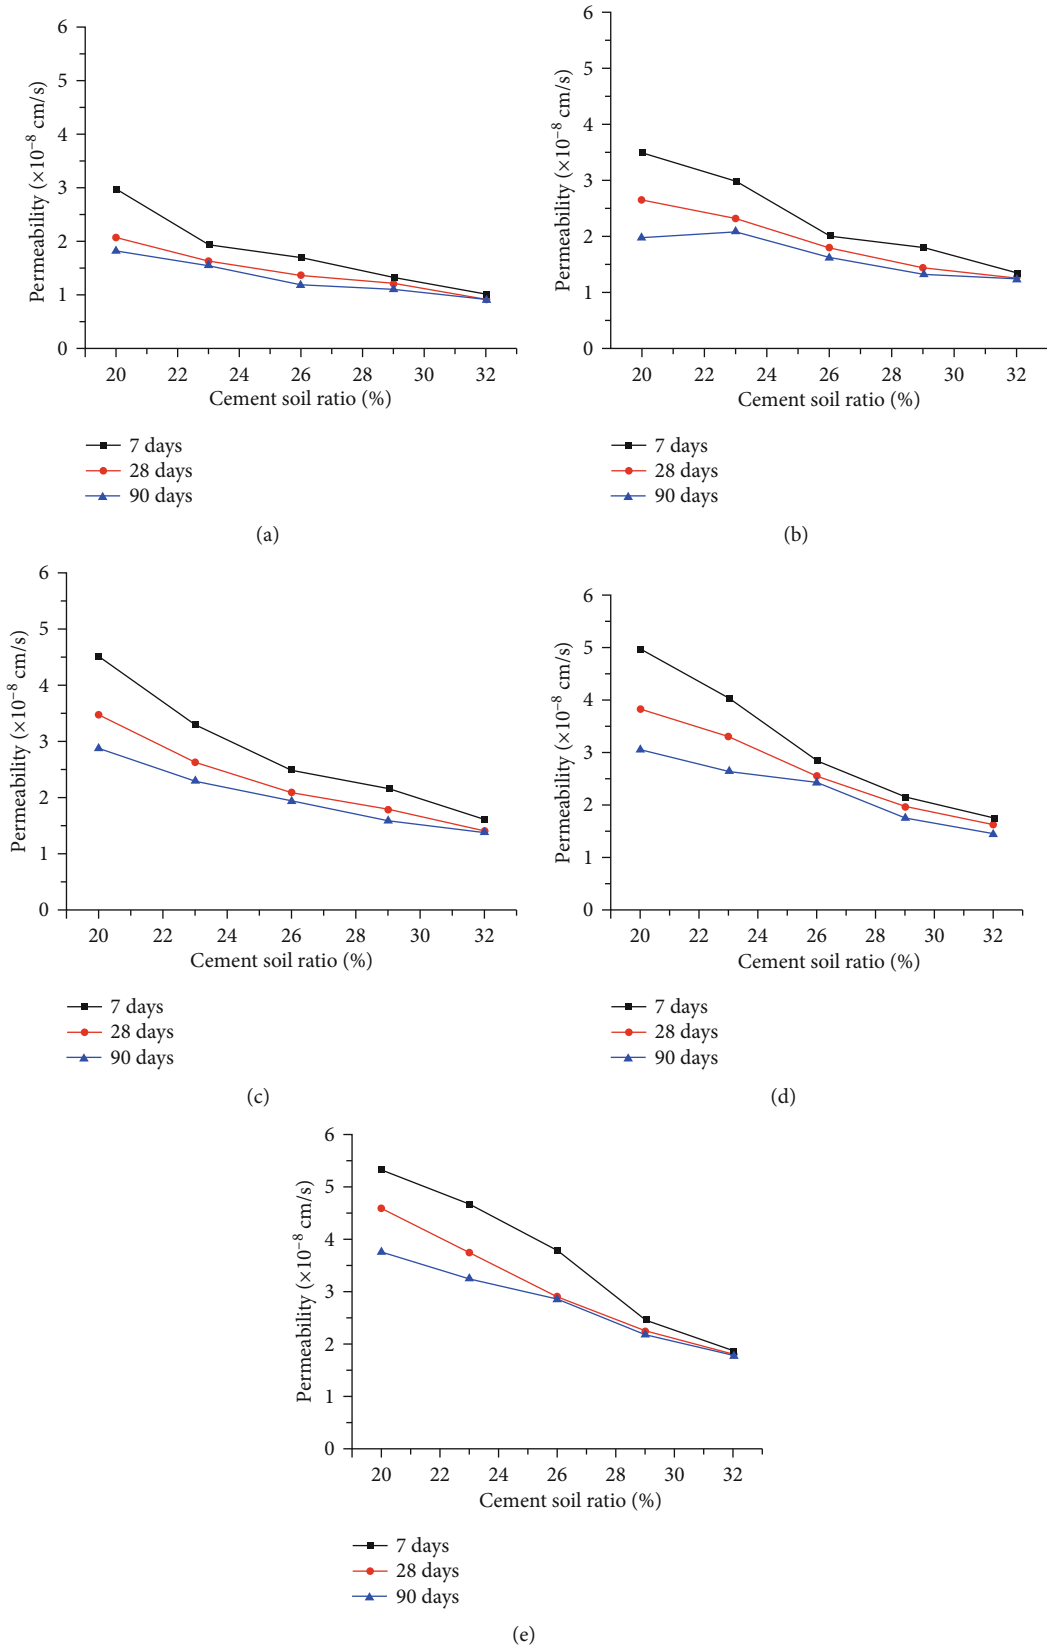 6
5
4
3
2
1
0
Permeability (×10⁻⁸ cm/s)
20 22 24 26 28 30 32
Cement soil ratio (%)
7 days
28 days
90 days
(a)
6
5
4
3
2
1
0
Permeability (×10⁻⁸ cm/s)
20 22 24 26 28 30 32
Cement soil ratio (%)
7 days
28 days
90 days
(b)
6
5
4
3
2
1
0
Permeability (×10⁻⁸ cm/s)
20 22 24 26 28 30 32
Cement soil ratio (%)
7 days
28 days
90 days
(c)
6
5
4
3
2
1
0
Permeability (×10⁻⁸ cm/s)
20 22 24 26 28 30 32
Cement soil ratio (%)
7 days
28 days
90 days
(d)
6
5
4
3
2
1
0
Permeability (×10⁻⁸ cm/s)
20 22 24 26 28 30 32
Cement soil ratio (%)
7 days
28 days
90 days
(e)